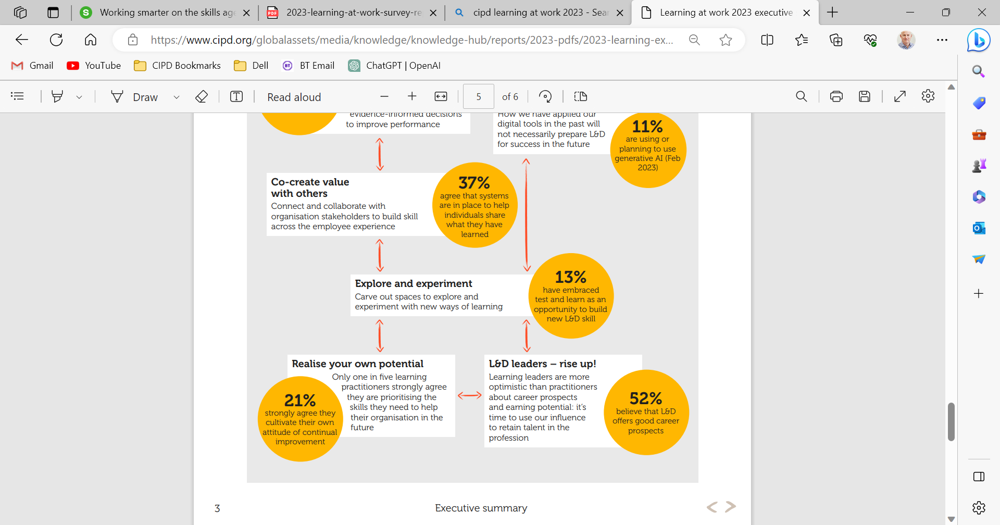 Working smarter on the skills age
2023-learning-at-work-survey-re
cipd learning at work 2023 - Sear
Learning at work 2023 executive
https://www.cipd.org/globalassets/media/knowledge/knowledge-hub/reports/2023-pdfs/2023-learning-ex...
Gmail
YouTube
CIPD Bookmarks
Dell
BT Email
ChatGPT | OpenAI
Draw
Read aloud
5
of 6
evidence-informed decisions
to improve performance
How we have applied our
digital tools in the past will
not necessarily prepare L&D
for success in the future
11%
are using or
planning to use
generative AI (Feb
2023)
Co-create value
with others
Connect and collaborate with
organisation stakeholders to build skill
across the employee experience
37%
agree that systems
are in place to help
individuals share
what they have
learned
Explore and experiment
Carve out spaces to explore and
experiment with new ways of learning
13%
have embraced
test and learn as an
opportunity to build
new L&D skill
Realise your own potential
Only one in five learning
practitioners strongly agree
they are prioritising the
skills they need to help
their organisation in the
future
21%
strongly agree they
cultivate their own
attitude of continual
improvement
L&D leaders – rise up!
Learning leaders are more
optimistic than practitioners
about career prospects
and earning potential: it's
time to use our influence
to retain talent in the
profession
52%
believe that L&D
offers good career
prospects
3
Executive summary